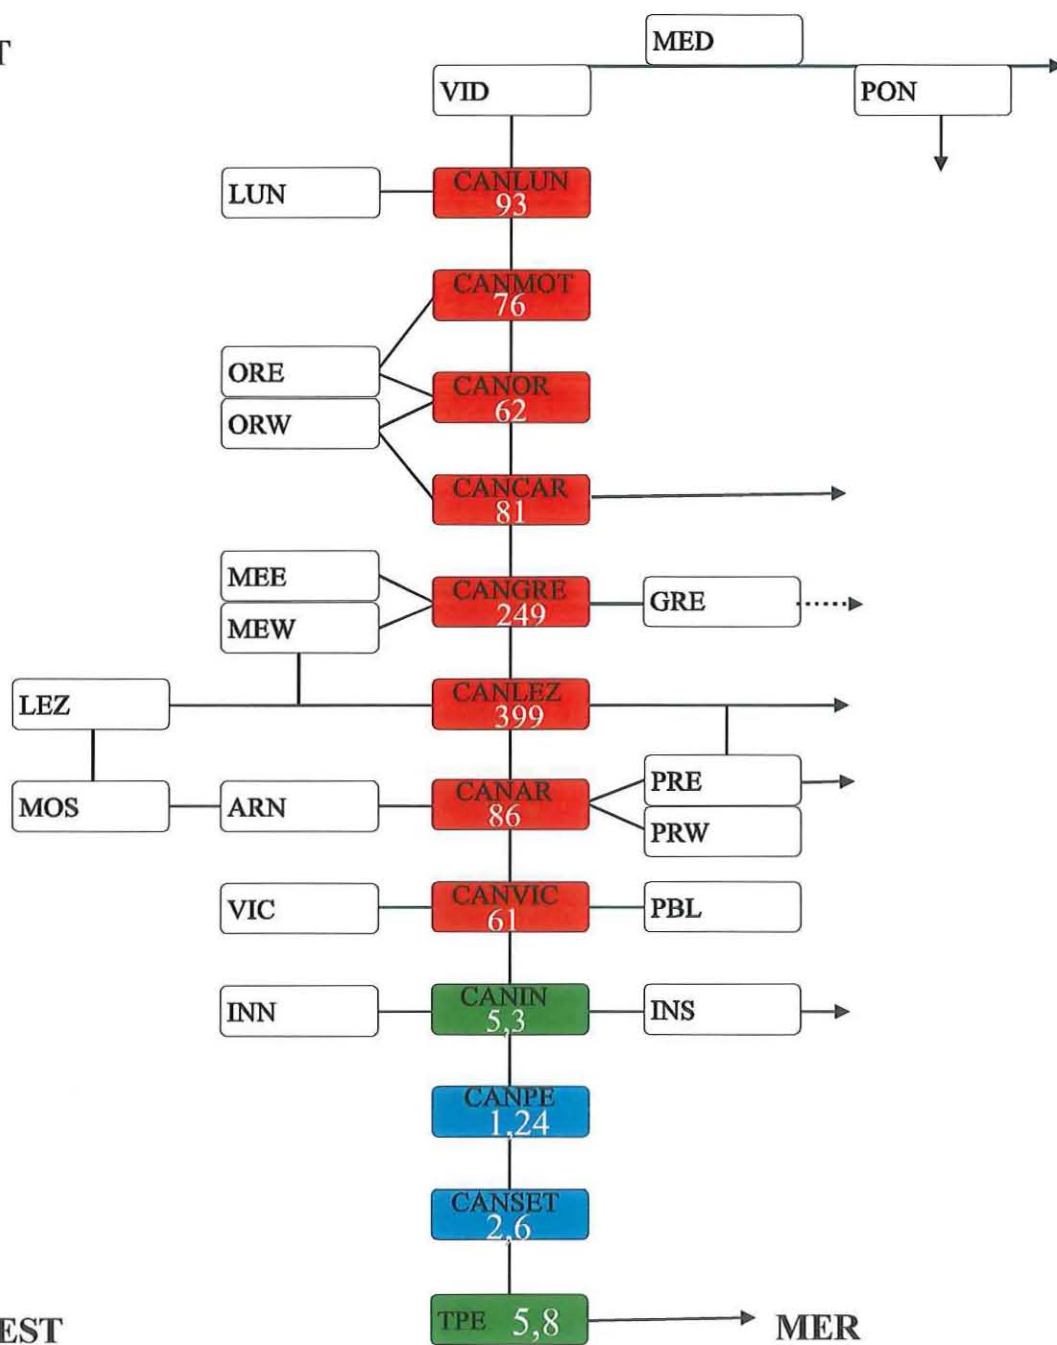 T
MED
VID
PON
LUN
CANLUN
93
CANMOT
76
ORE
CANOR
62
ORW
CANCAR
81
MEE
CANGRE
249
GRE
MEW
LEZ
CANLEZ
399
MOS
ARN
CANAR
86
PRE
PRW
VIC
CANVIC
61
PBL
INN
CANIN
5,3
INS
CANPE
1,24
CANSET
2,6
TPE 5,8
EST
MER